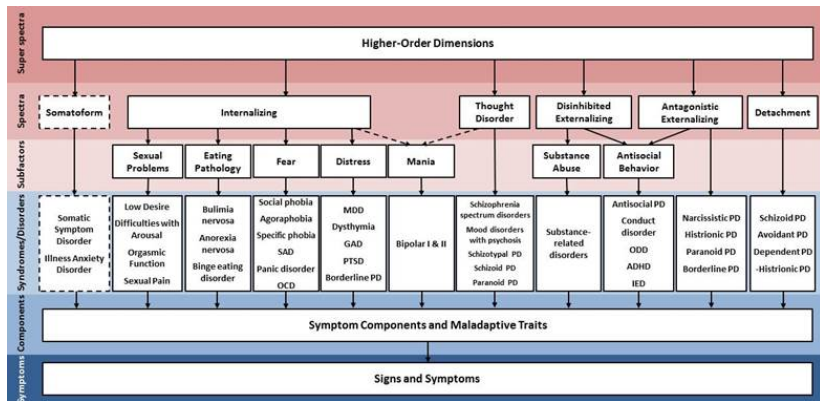 Super spectra
Higher-Order Dimensions
Spectra
Somatoform
Internalizing
Thought
Disorder
Disinhibited
Externalizing
Antagonistic
Externalizing
Detachment
Subfactors
Sexual
Problems
Eating
Pathology
Fear
Distress
Mania
Substance
Abuse
Antisocial
Behavior
Syndromes/Disorders
Somatic
Symptom
Disorder
Illness Anxiety
Disorder
Low Desire
Difficulties with
Arousal
Orgasmic
Function
Sexual Pain
Bulimia
nervosa
Anorexia
nervosa
Binge eating
disorder
Social phobia
Agoraphobia
Specific phobia
SAD
Panic disorder
OCD
MDD
Dysthymia
GAD
PTSD
Borderline PD
Bipolar I & II
Schizophrenia
spectrum disorders
Mood disorders
with psychosis
Schizotypal PD
Schizoid PD
Paranoid PD
Substance-
related
disorders
Antisocial PD
Conduct
disorder
ODD
ADHD
IED
Narcissistic PD
Histrionic PD
Paranoid PD
Borderline PD
Schizoid PD
Avoidant PD
Dependent PD
-Histrionic PD
Components
Symptom Components and Maladaptive Traits
Symptoms
Signs and Symptoms